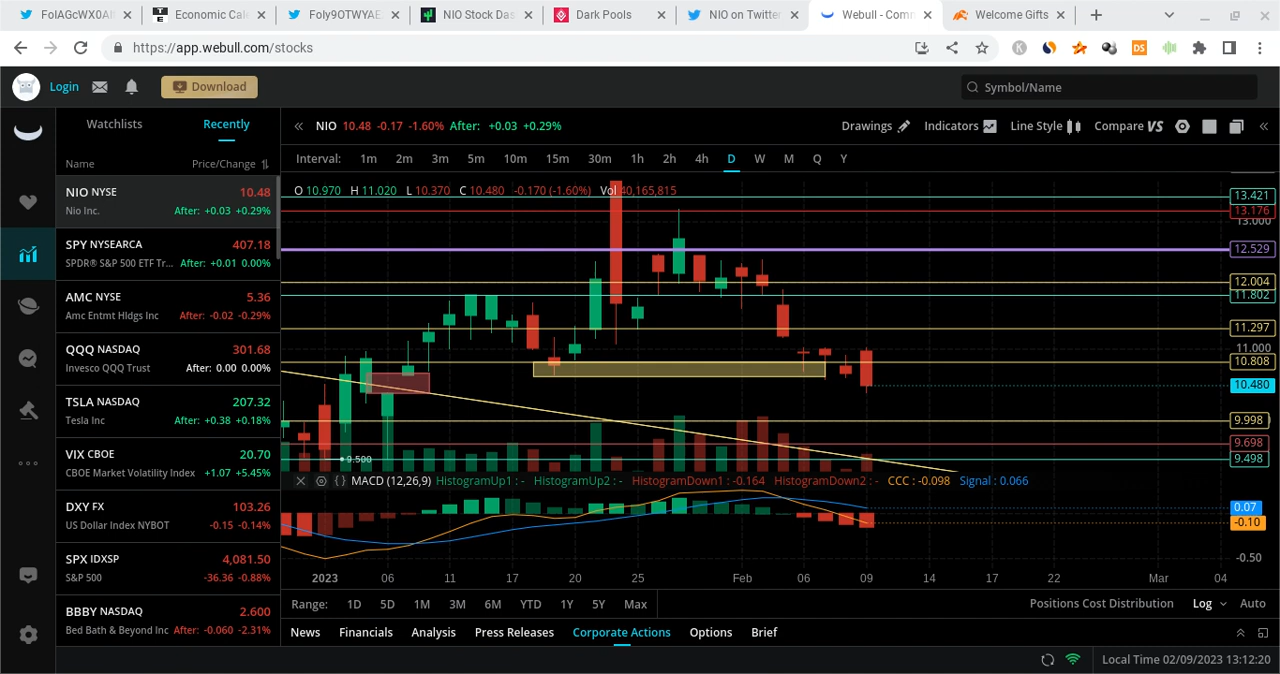 FolAGcWX0AI
Economic Cale
Foly9OTWYAE
NIO Stock Das
Dark Pools
NIO on Twitter
Webull - Comm
Welcome Gifts
https://app.webull.com/stocks
Login
Download
Symbol/Name
Watchlists
Recently
Name
Price/Change
NIO NYSE 10.48
Nio Inc. After: +0.03 +0.29%
SPY NYSEARCA 407.18
SPDR® S&P 500 ETF Tr... After: +0.01 0.00%
AMC NYSE 5.36
Amc Entmt Hldgs Inc After: -0.02 -0.29%
QQQ NASDAQ 301.68
Invesco QQQ Trust After: 0.00 0.00%
TSLA NASDAQ 207.32
Tesla Inc After: +0.38 +0.18%
VIX CBOE 20.70
CBOE Market Volatility Index +1.07 +5.45%
DXY FX 103.26
US Dollar Index NYBOT -0.15 -0.14%
SPX IDXSP 4,081.50
S&P 500 -36.36 -0.88%
BBBY NASDAQ 2.600
Bed Bath & Beyond Inc After: -0.060 -2.31%
NIO 10.48 -0.17 -1.60% After: +0.03 +0.29%
Drawings
Indicators
Line Style
Compare VS
Interval: 1m 2m 3m 5m 10m 15m 30m 1h 2h 4h D W M Q Y
O 10.970 H 11.020 L 10.370 C 10.480 -0.170 (-1.60%) Vol 40,165,815
13.421
13.176
13.000
12.529
12.004
11.802
11.297
11.000
10.808
10.480
9.998
9.698
9.498
9.500
MACD (12,26,9) HistogramUp1 : - HistogramUp2 : - HistogramDown1 : -0.164 HistogramDown2 : - CCC : -0.098 Signal : 0.066
0.07
-0.10
-0.50
2023 06 11 17 20 25 Feb 06 09 14 17 22 Mar 04
Range: 1D 5D 1M 3M 6M YTD 1Y 5Y Max
Positions Cost Distribution Log Auto
News Financials Analysis Press Releases Corporate Actions Options Brief
Local Time 02/09/2023 13:12:20